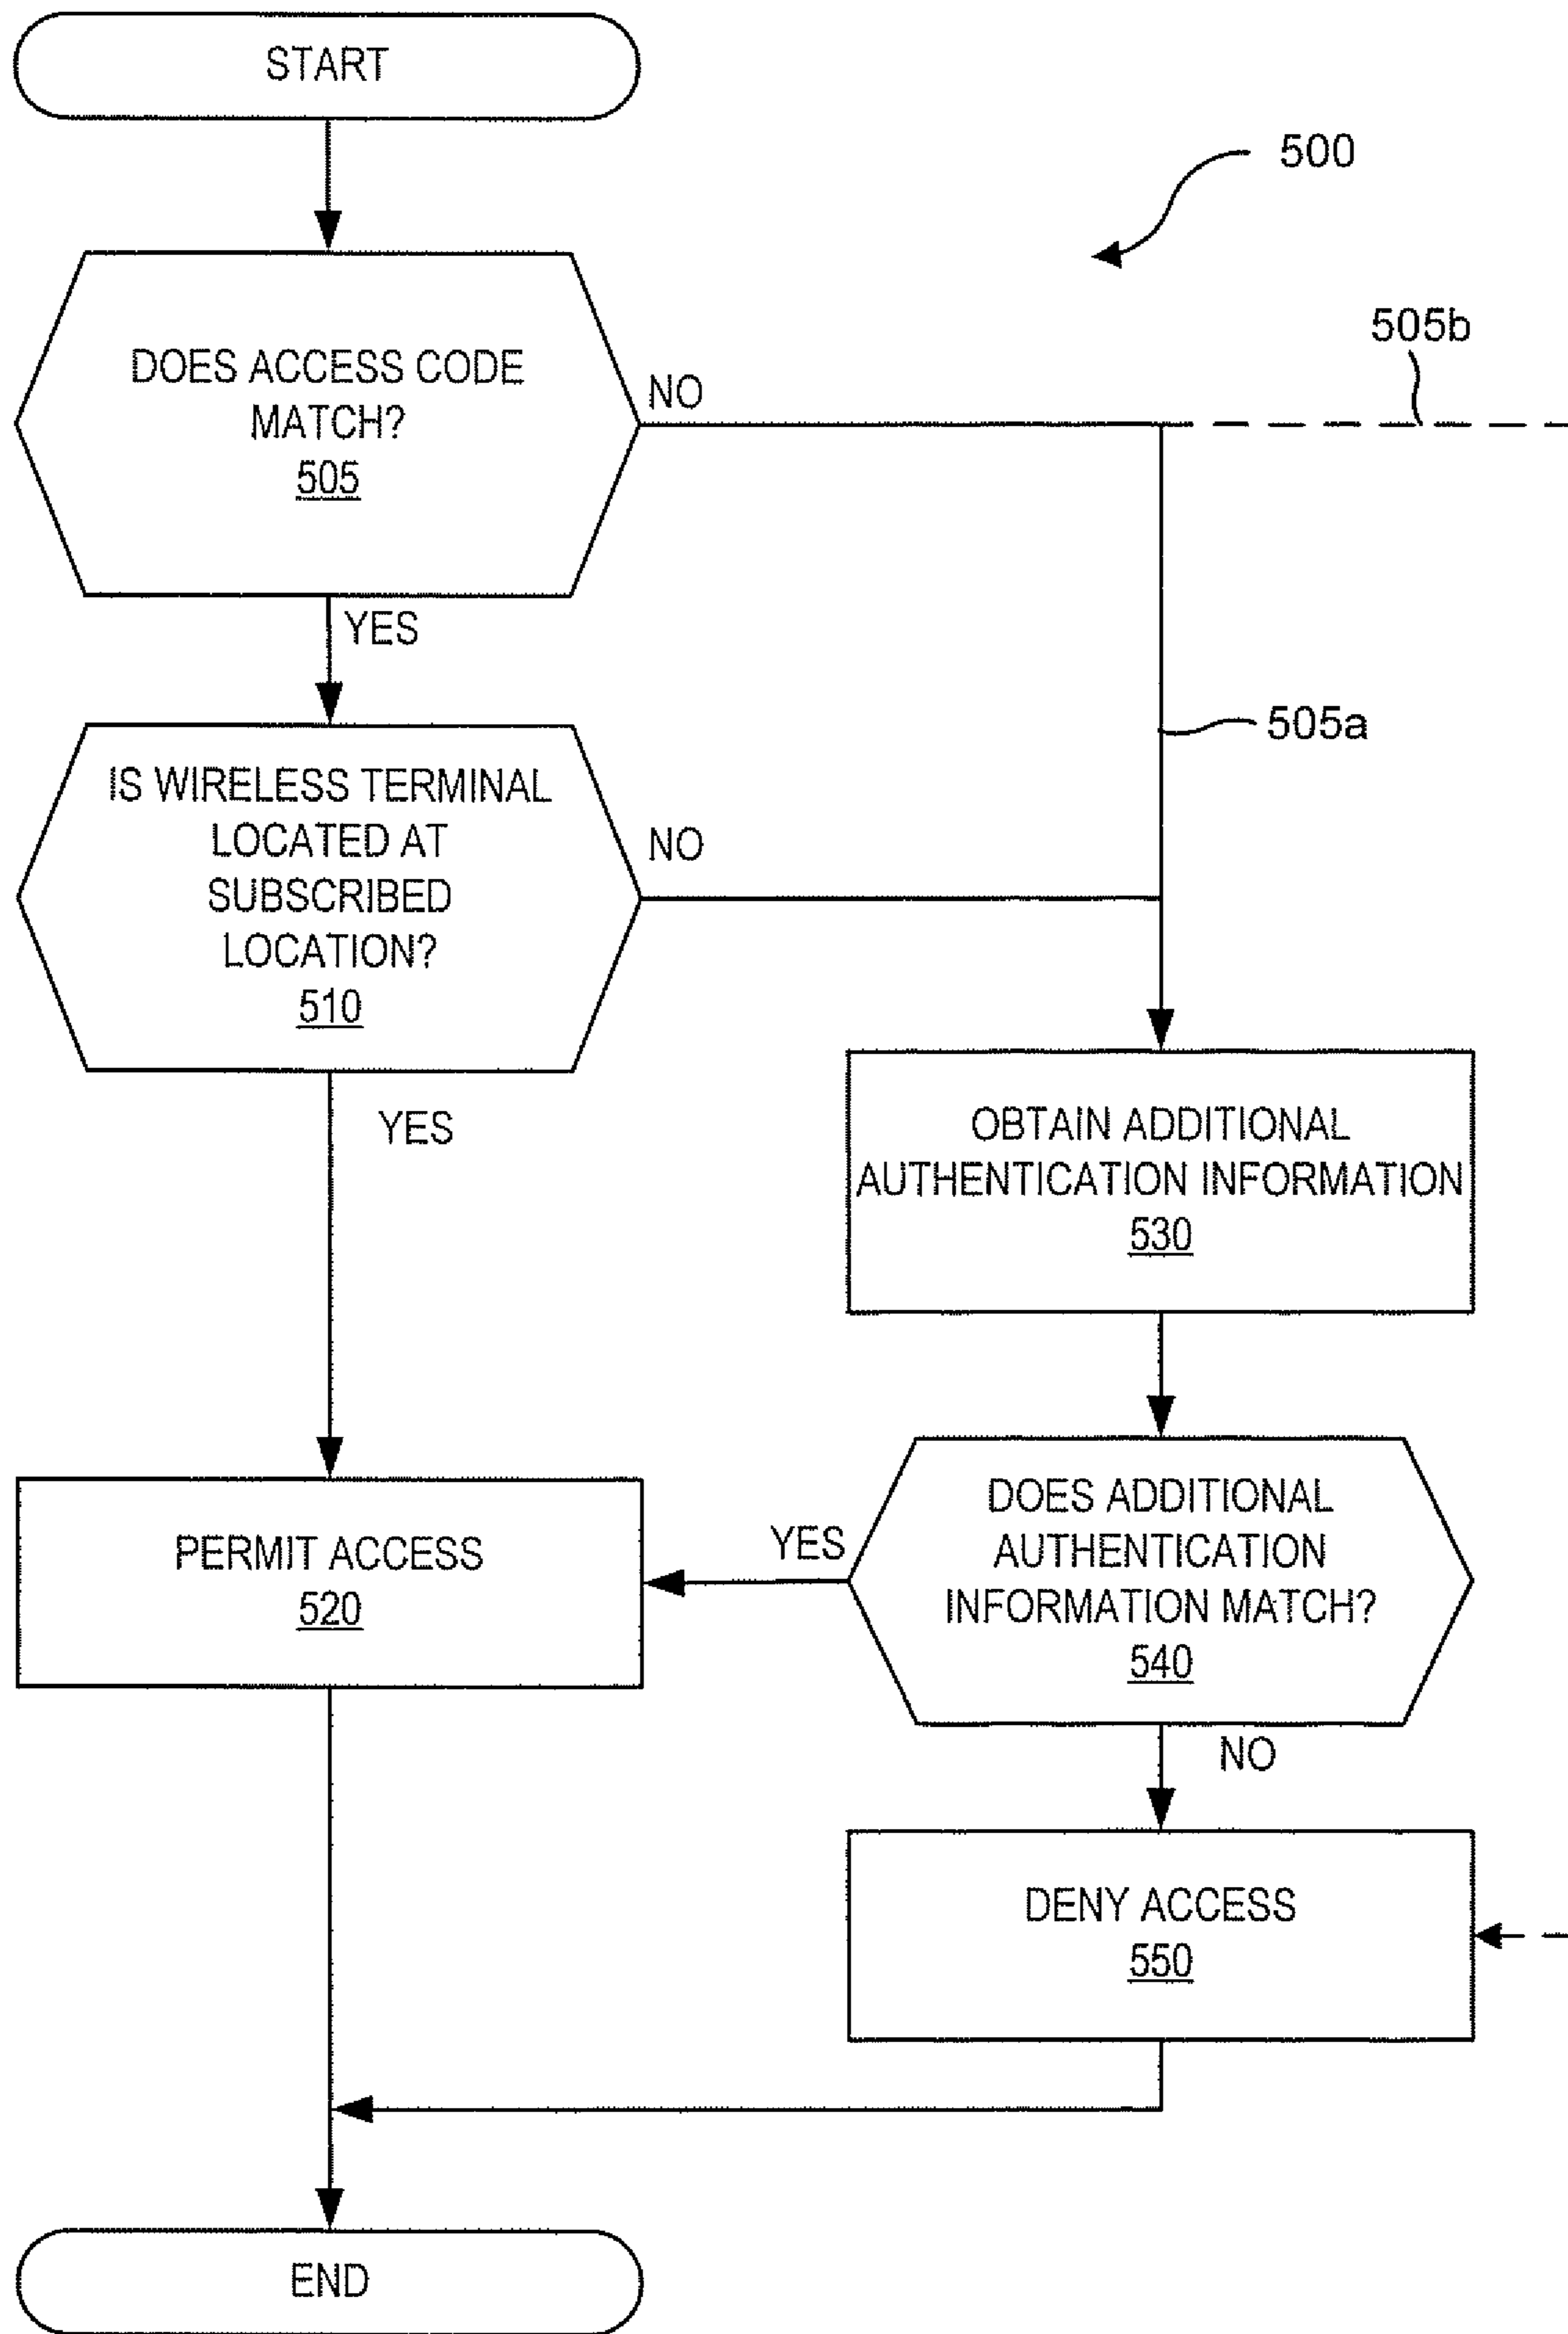 START
500
505b
DOES ACCESS CODE
MATCH?
505
NO
YES
505a
IS WIRELESS TERMINAL
LOCATED AT
SUBSCRIBED
LOCATION?
510
NO
YES
OBTAIN ADDITIONAL
AUTHENTICATION INFORMATION
530
PERMIT ACCESS
520
YES
DOES ADDITIONAL
AUTHENTICATION
INFORMATION MATCH?
540
NO
DENY ACCESS
550
END